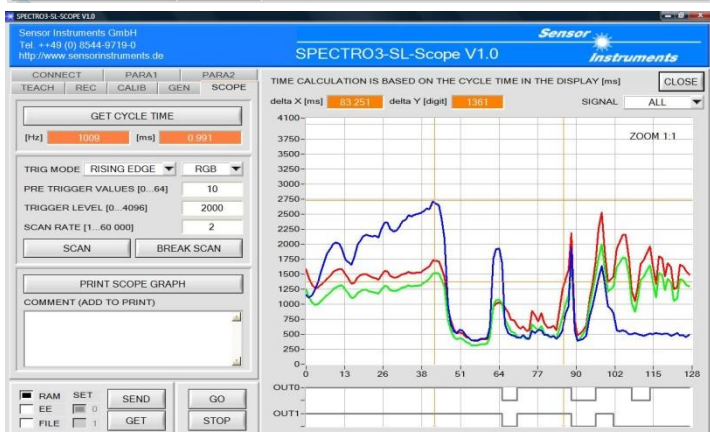 SPECTRO3-SL-SCOPE V1.0
Sensor Instruments GmbH
Tel. ++49 (0) 8544-9719-0
http://www.sensorinstruments.de
SPECTRO3-SL-Scope V1.0
Sensor
Instruments
CONNECT PARA1 PARA2
TEACH REC CALIB GEN SCOPE
GET CYCLE TIME
[Hz] 1009 [ms] 0.991
TRIG MODE RISING EDGE RGB
PRE TRIGGER VALUES [0...64] 10
TRIGGER LEVEL [0...4096] 2000
SCAN RATE [1...60 000] 2
SCAN BREAK SCAN
PRINT SCOPE GRAPH
COMMENT (ADD TO PRINT)
RAM SET SEND GO
EE 0
FILE 1 GET STOP
TIME CALCULATION IS BASED ON THE CYCLE TIME IN THE DISPLAY [ms] CLOSE
delta X [ms] 83.251 delta Y [digit] 1361 SIGNAL ALL
ZOOM 1:1
4100
3750
3500
3250
3000
2750
2500
2250
2000
1750
1500
1250
1000
750
500
250
0
0 13 26 38 51 64 77 90 102 115 128
OUT0
OUT1